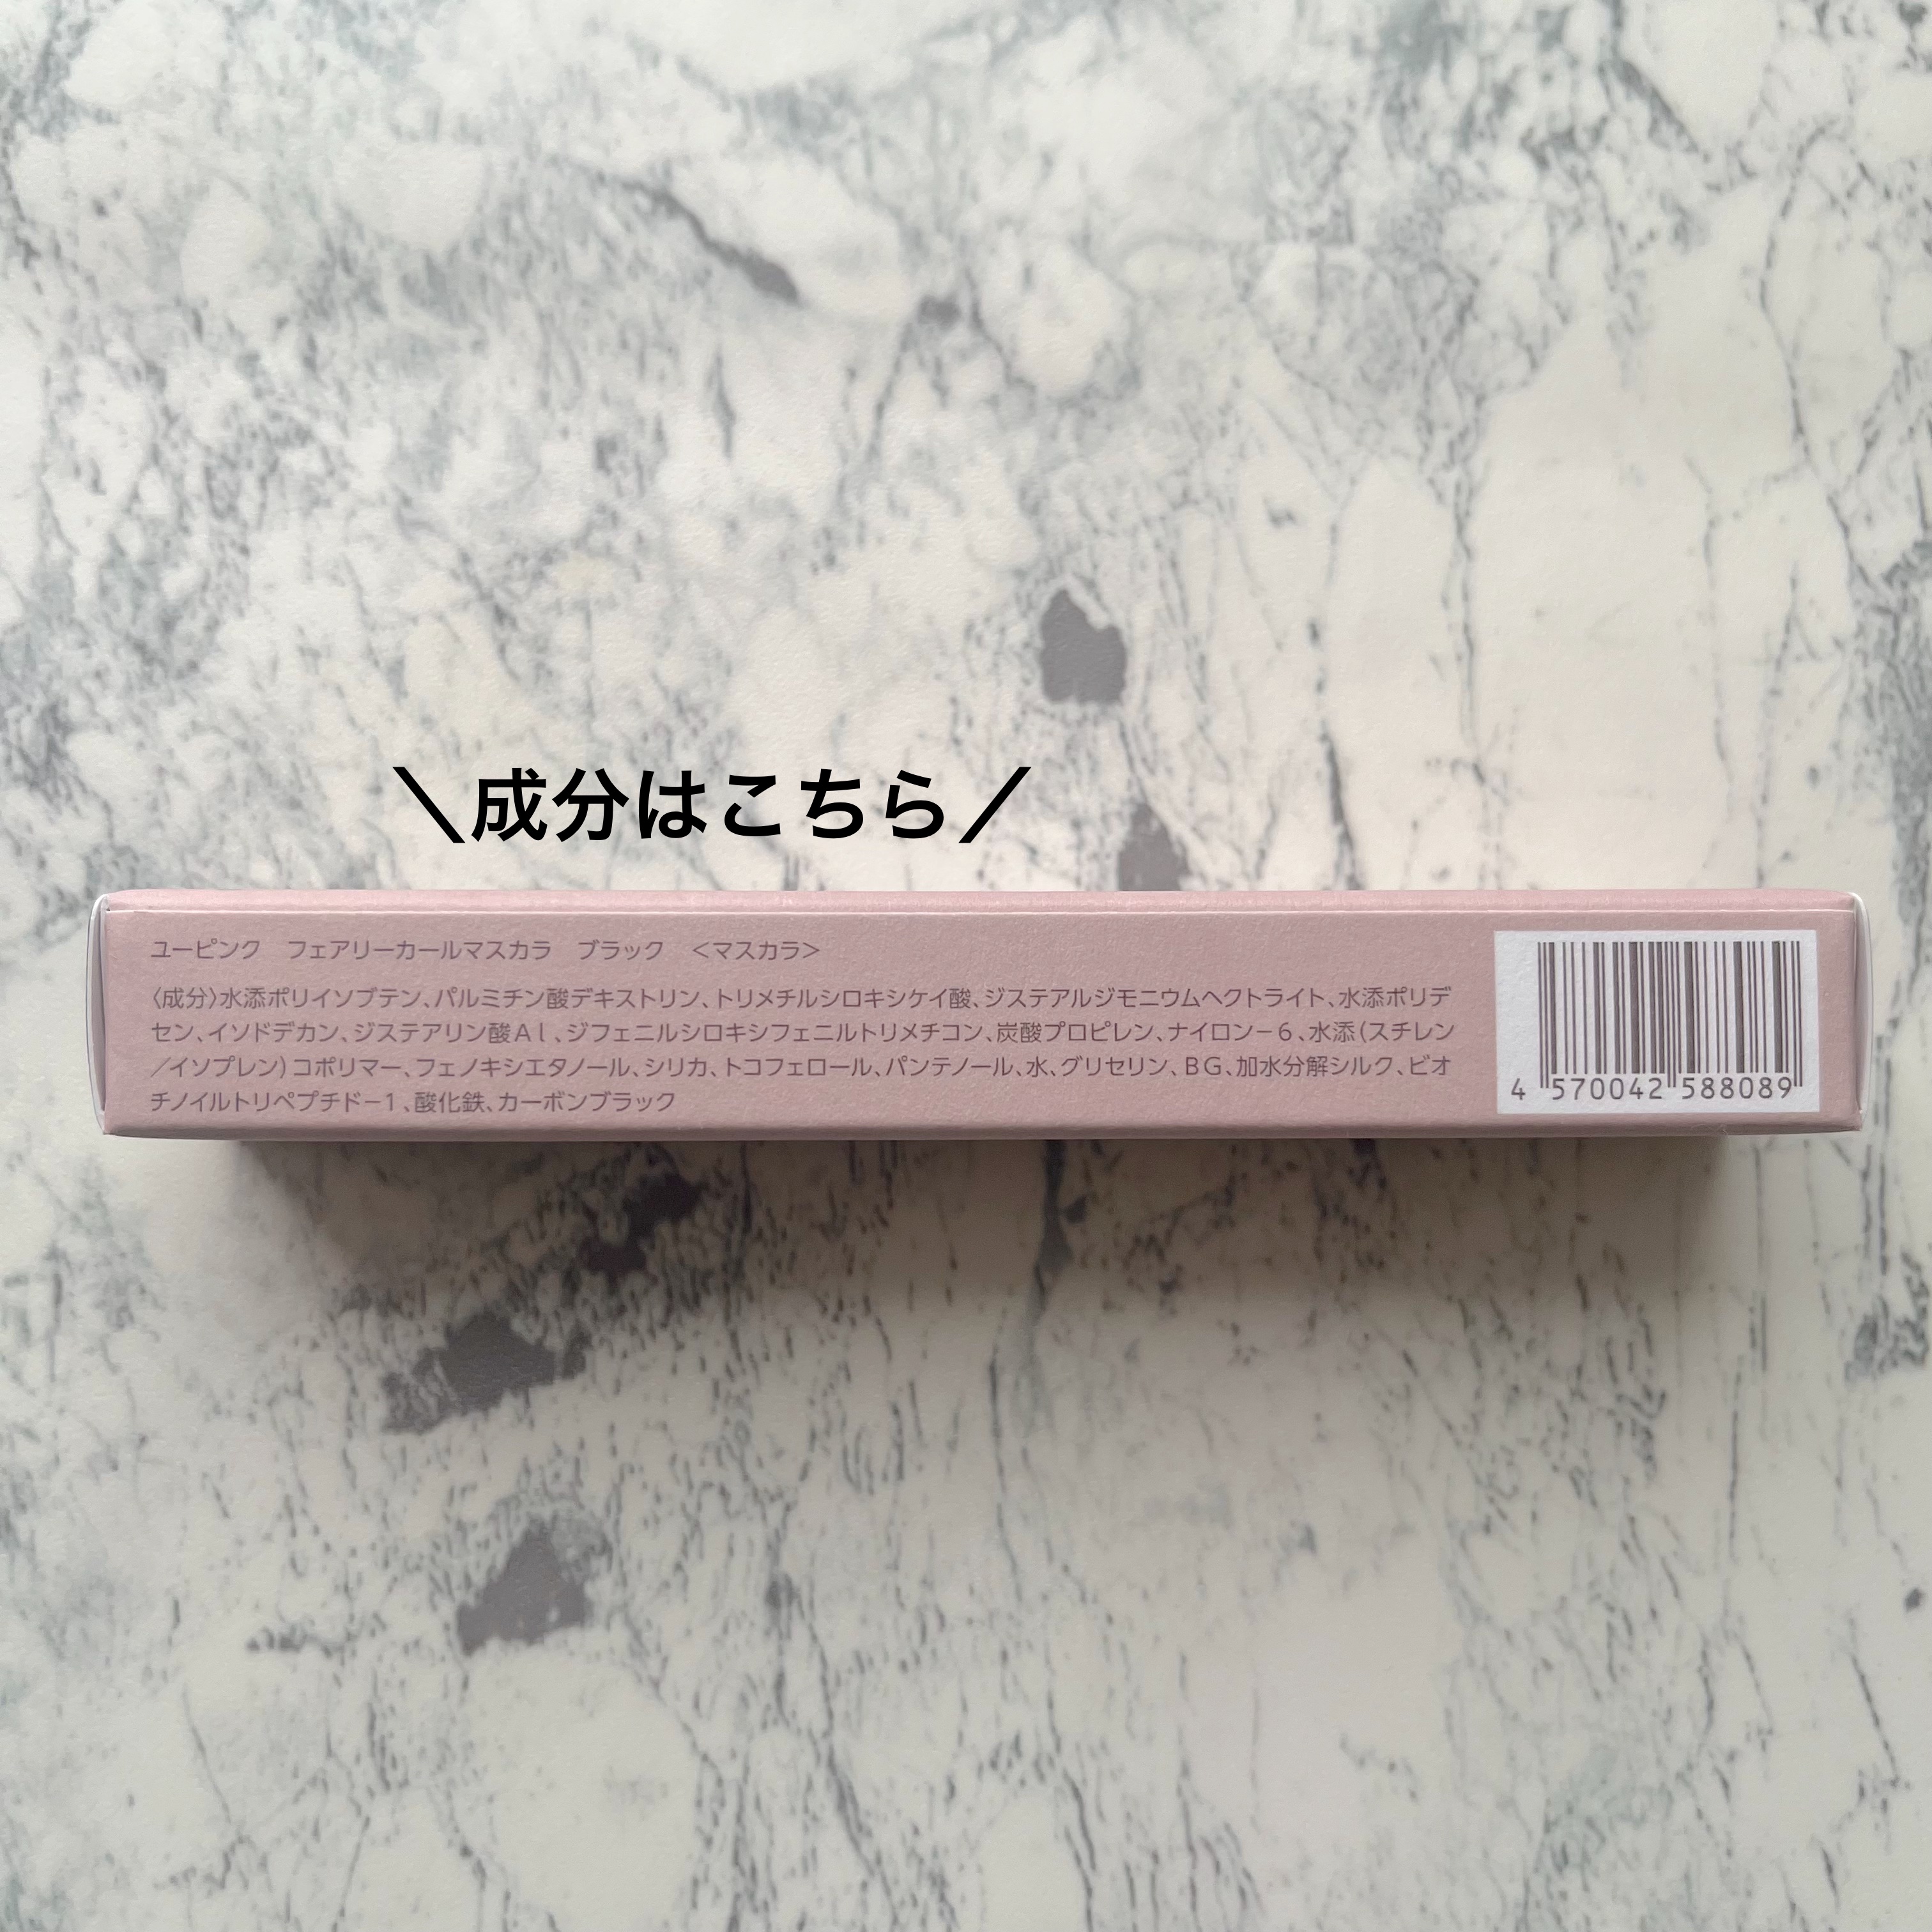 ＼成分はこちら／
ユーピンク　フェアリーカールマスカラ　ブラック　＜マスカラ＞
〈成分〉水添ポリイソブテン、パルミチン酸デキストリン、トリメチルシロキシケイ酸、ジステアルジモニウムヘクトライト、水添ポリデ
セン、イソドデカン、ジステアリン酸Ａｌ、ジフェニルシロキシフェニルトリメチコン、炭酸プロピレン、ナイロン－６、水添（スチレン
／イソプレン）コポリマー、フェノキシエタノール、シリカ、トコフェロール、パンテノール、水、グリセリン、ＢＧ、加水分解シルク、ビオ
チノイルトリペプチド－１、酸化鉄、カーボンブラック
4 570042 588089